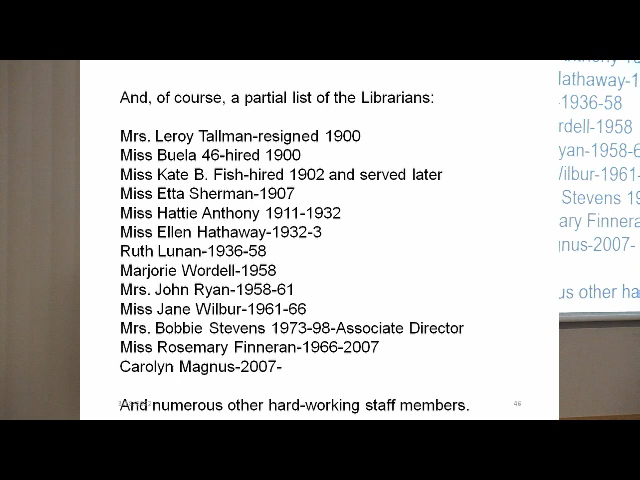 And, of course, a partial list of the Librarians:
Mrs. Leroy Tallman-resigned 1900
Miss Buela 46-hired 1900
Miss Kate B. Fish-hired 1902 and served later
Miss Etta Sherman-1907
Miss Hattie Anthony 1911-1932
Miss Ellen Hathaway-1932-3
Ruth Lunan-1936-58
Marjorie Wordell-1958
Mrs. John Ryan-1958-61
Miss Jane Wilbur-1961-66
Mrs. Bobbie Stevens 1973-98-Associate Director
Miss Rosemary Finneran-1966-2007
Carolyn Magnus-2007-
And numerous other hard-working staff members.
46
Hathaway-1
-1936-58
rdell-1958
yan-1958-6
Wilbur-1961-
Stevens 19
ary Finnera
gnus-2007-
us other ha